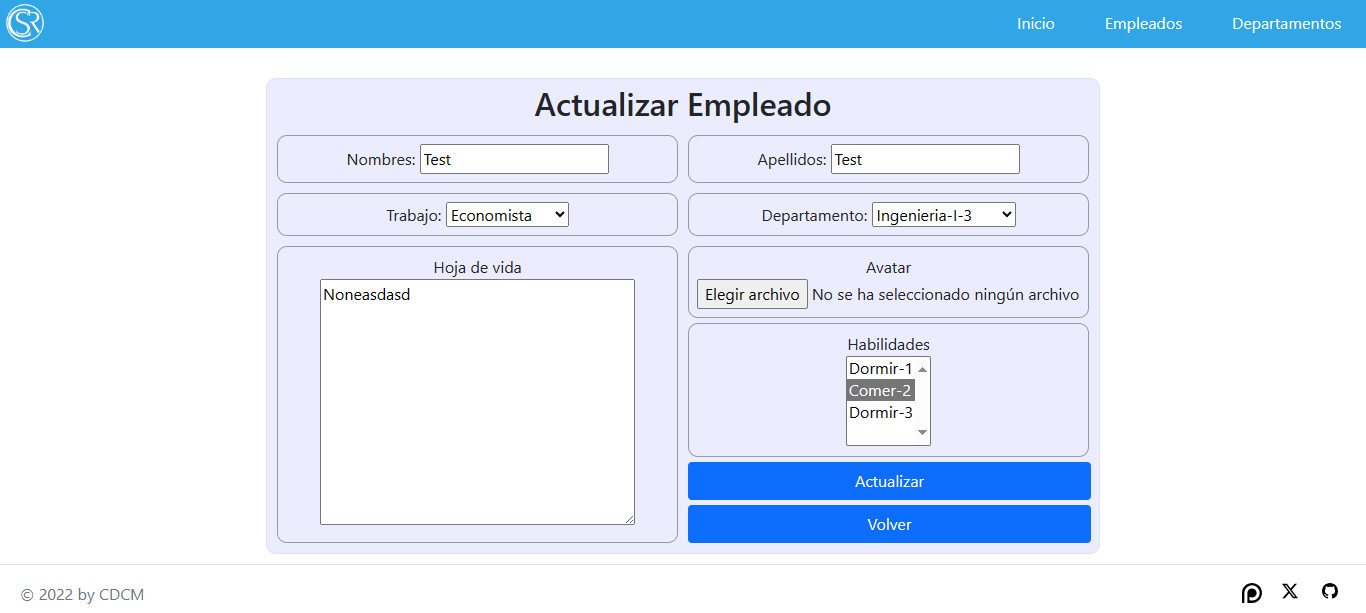 Inicio Empleados Departamentos
Actualizar Empleado
Nombres: Test
Apellidos: Test
Trabajo: Economista
Departamento: Ingenieria-I-3
Hoja de vida
Noneasdasd
Avatar
Elegir archivo No se ha seleccionado ningún archivo
Habilidades
Dormir-1
Comer-2
Dormir-3
Actualizar
Volver
© 2022 by CDCM